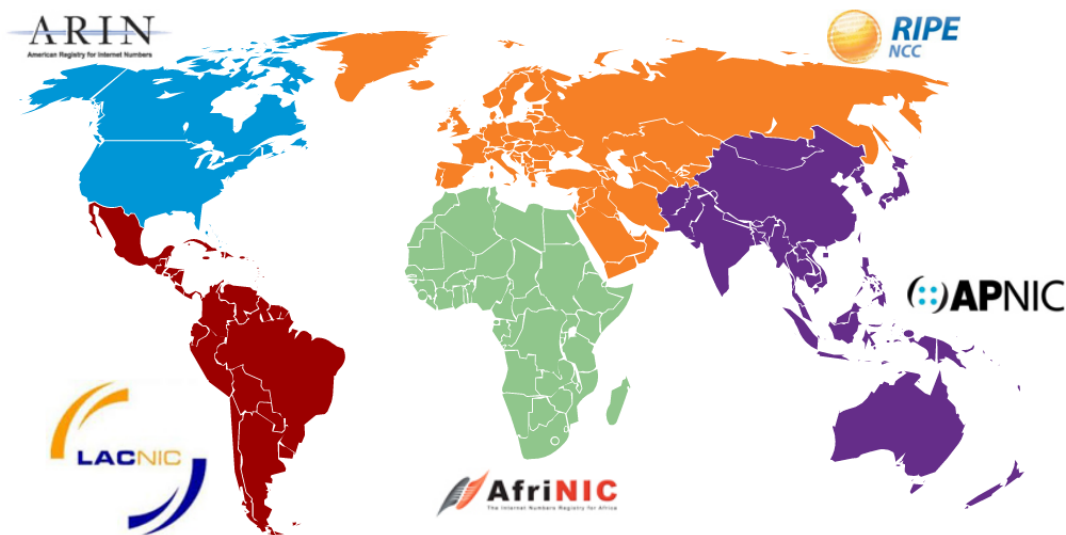 ARIN
American Registry for Internet Numbers
RIPE
NCC
APNIC
LACNIC
AfriNIC
The Internet Numbers Registry for Africa